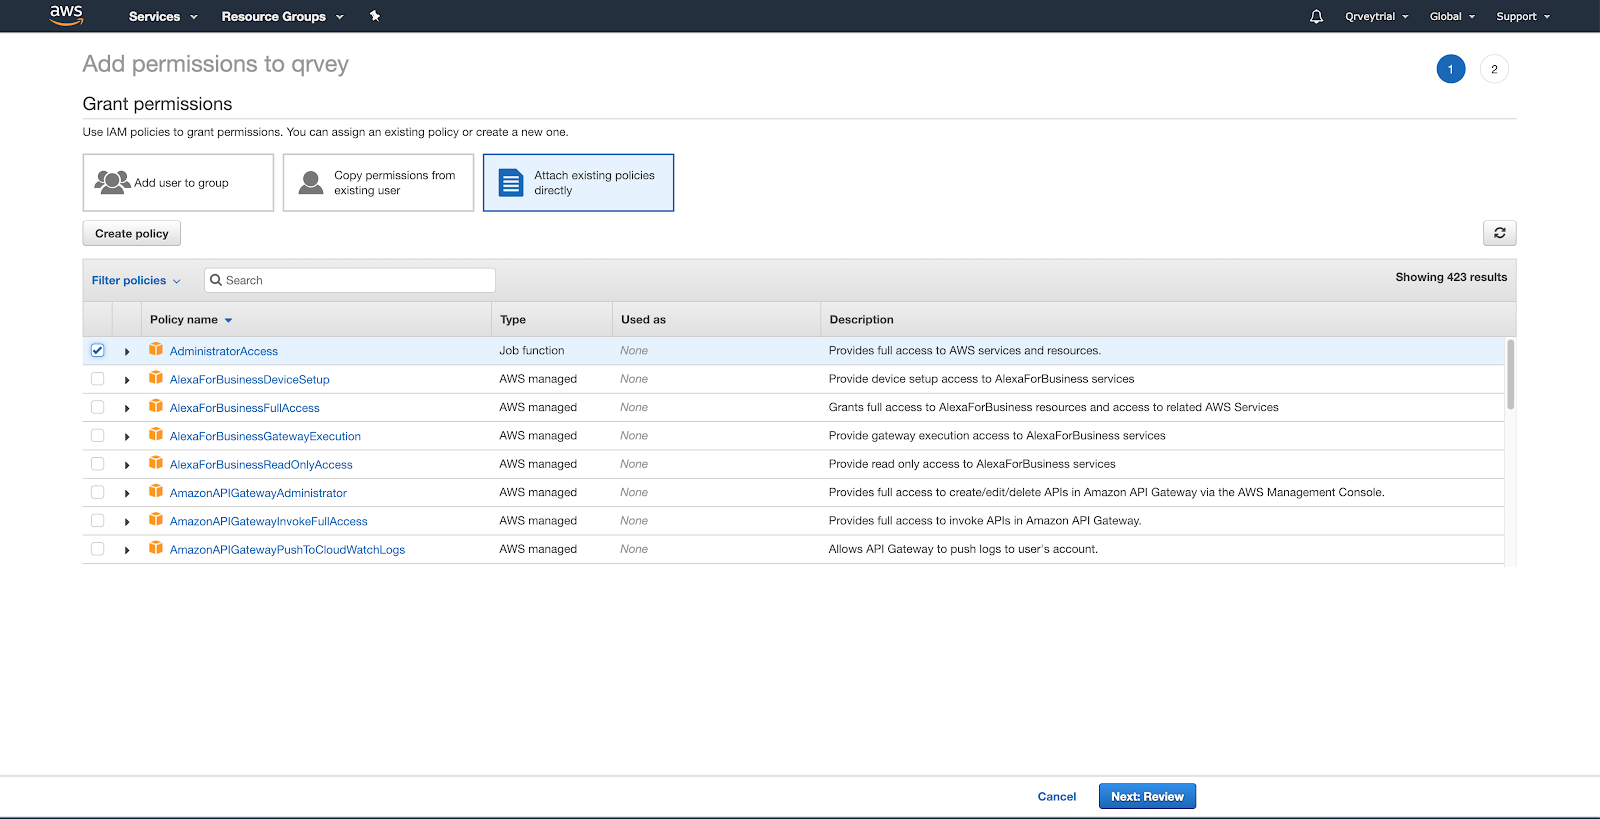 aws Services Resource Groups Qrveytrial Global Support
Add permissions to qrvey
1 2
Grant permissions
Use IAM policies to grant permissions. You can assign an existing policy or create a new one.
Add user to group
Copy permissions from
existing user
Attach existing policies
directly
Create policy
Filter policies Search Showing 423 results
Policy name Type Used as Description
AdministratorAccess Job function None Provides full access to AWS services and resources.
AlexaForBusinessDeviceSetup AWS managed None Provide device setup access to AlexaForBusiness services
AlexaForBusinessFullAccess AWS managed None Grants full access to AlexaForBusiness resources and access to related AWS Services
AlexaForBusinessGatewayExecution AWS managed None Provide gateway execution access to AlexaForBusiness services
AlexaForBusinessReadOnlyAccess AWS managed None Provide read only access to AlexaForBusiness services
AmazonAPIGatewayAdministrator AWS managed None Provides full access to create/edit/delete APIs in Amazon API Gateway via the AWS Management Console.
AmazonAPIGatewayInvokeFullAccess AWS managed None Provides full access to invoke APIs in Amazon API Gateway.
AmazonAPIGatewayPushToCloudWatchLogs AWS managed None Allows API Gateway to push logs to user's account.
Cancel Next: Review